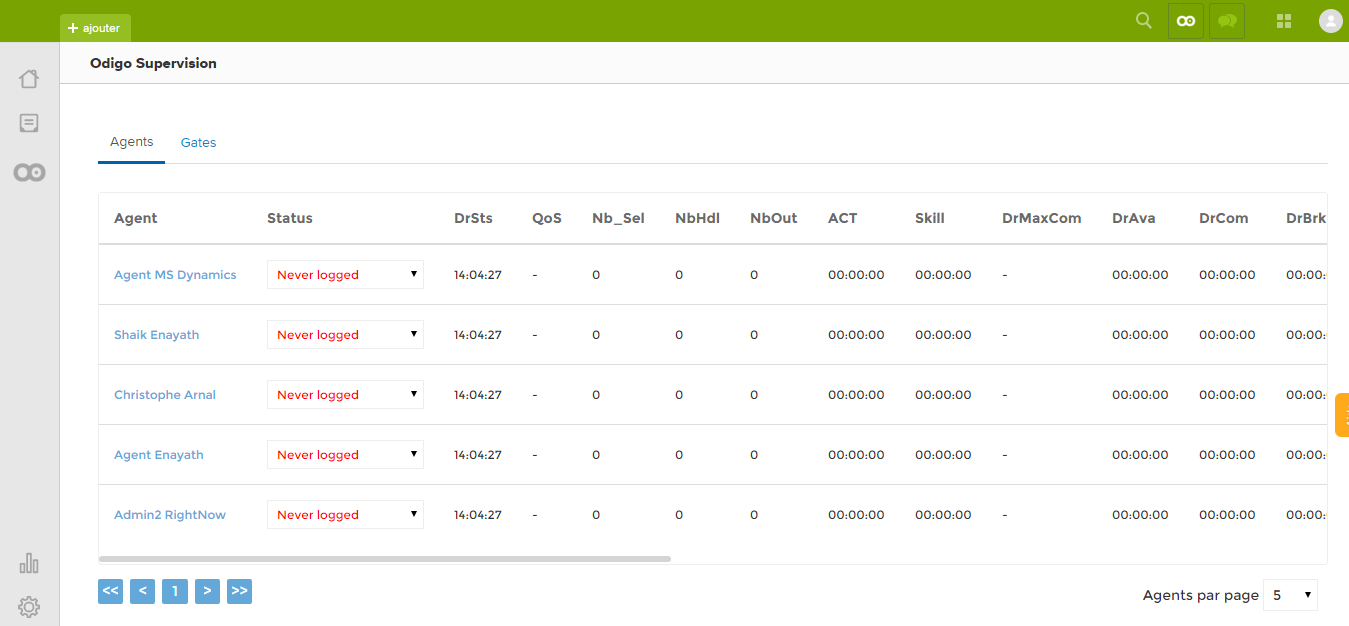 + ajouter
Odigo Supervision
Agents Gates
Agent Status DrSts QoS Nb_Sel NbHdl NbOut ACT Skill DrMaxCom DrAva DrCom DrBrk
Agent MS Dynamics Never logged 14:04:27 - 0 0 0 00:00:00 00:00:00 - 00:00:00 00:00:00 00:00:
Shaik Enayath Never logged 14:04:27 - 0 0 0 00:00:00 00:00:00 - 00:00:00 00:00:00 00:00:
Christophe Arnal Never logged 14:04:27 - 0 0 0 00:00:00 00:00:00 - 00:00:00 00:00:00 00:00:
Agent Enayath Never logged 14:04:27 - 0 0 0 00:00:00 00:00:00 - 00:00:00 00:00:00 00:00:
Admin2 RightNow Never logged 14:04:27 - 0 0 0 00:00:00 00:00:00 - 00:00:00 00:00:00 00:00:
<< < 1 > >>
Agents par page 5